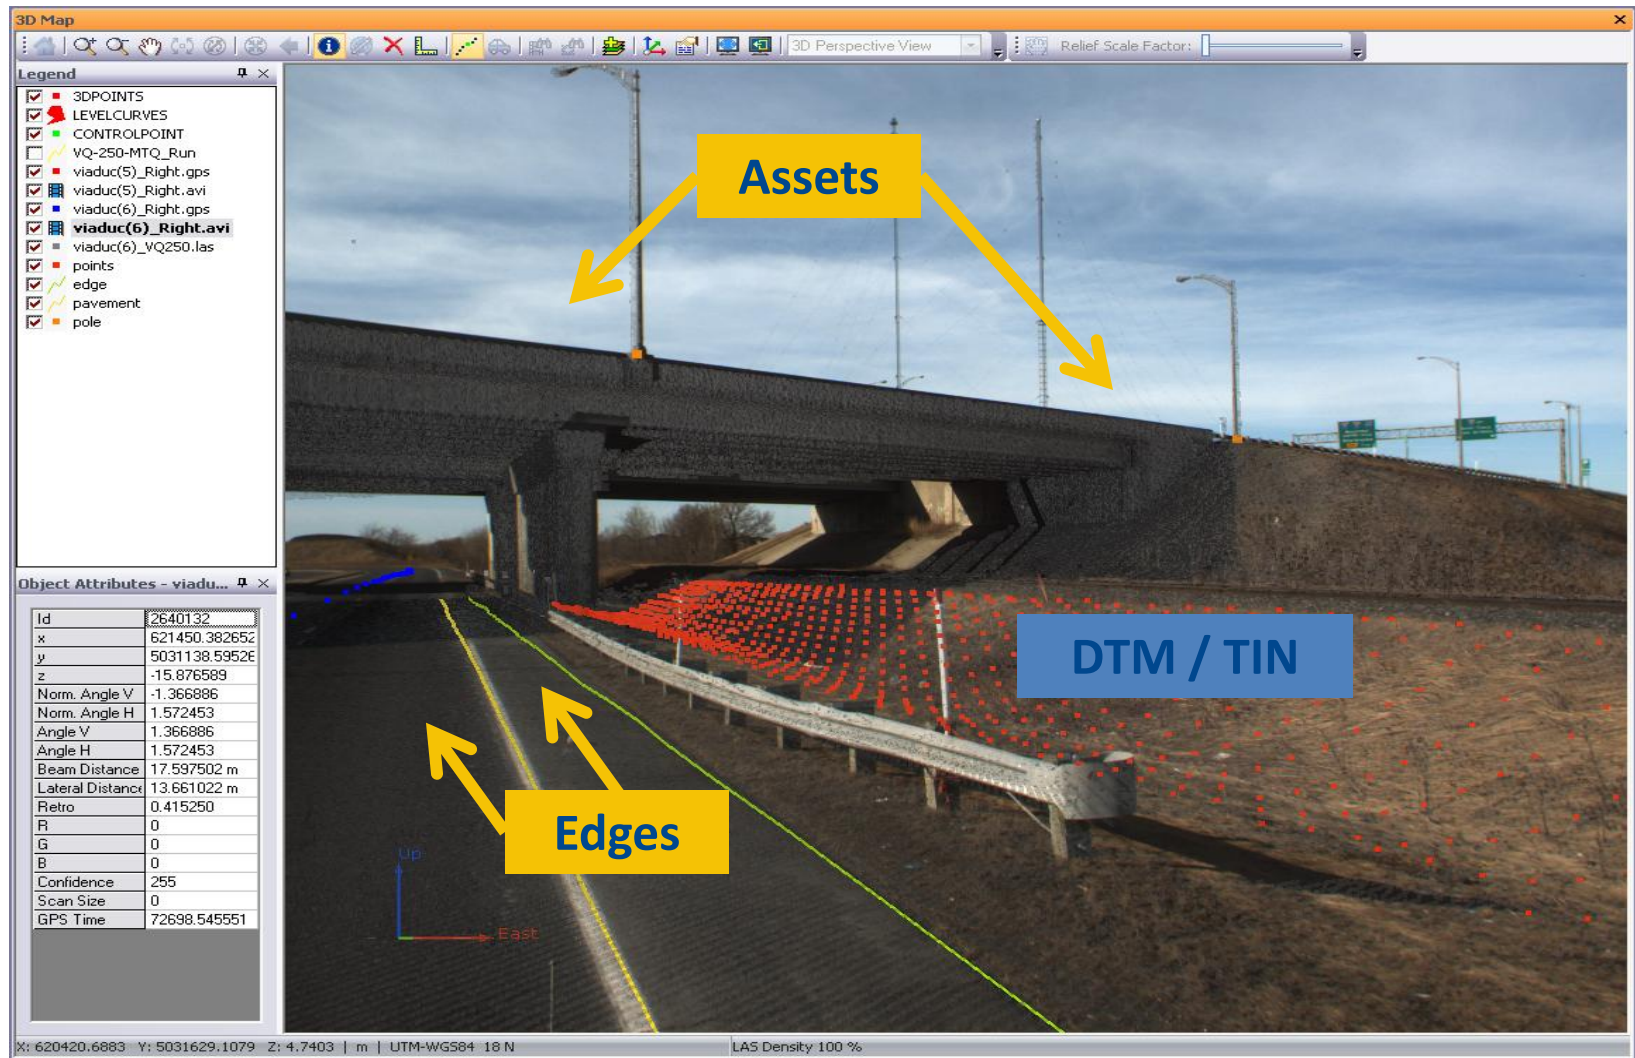 3D Map
3D Perspective View
Relief Scale Factor:
Legend
3DPOINTS
LEVELCURVES
CONTROLPOINT
VQ-250-MTQ_Run
viaduc(5)_Right.gps
viaduc(5)_Right.avi
viaduc(6)_Right.gps
viaduc(6)_Right.avi
viaduc(6)_VQ250.las
points
edge
pavement
pole
Assets
DTM / TIN
Edges
Up
East
Object Attributes - viadu...
Id 2640132
x 621450.382652
y 5031138.59526
z -15.876589
Norm. Angle V -1.366886
Norm. Angle H 1.572453
Angle V 1.366886
Angle H 1.572453
Beam Distance 17.597502 m
Lateral Distance 13.661022 m
Retro 0.415250
R 0
G 0
B 0
Confidence 255
Scan Size 0
GPS Time 72698.545551
X: 620420.6883 Y: 5031629.1079 Z: 4.7403 | m | UTM-WGS84 18 N
LAS Density 100 %